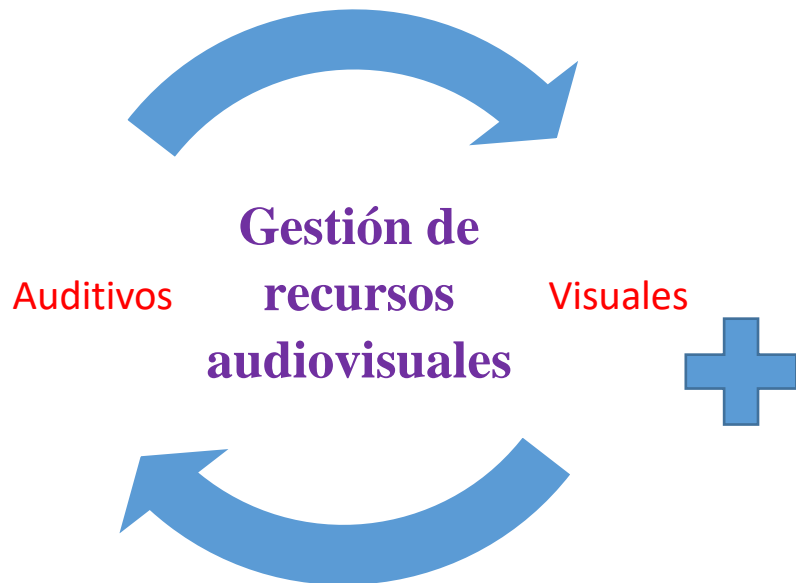 Gestión de
recursos
audiovisuales
Auditivos
Visuales